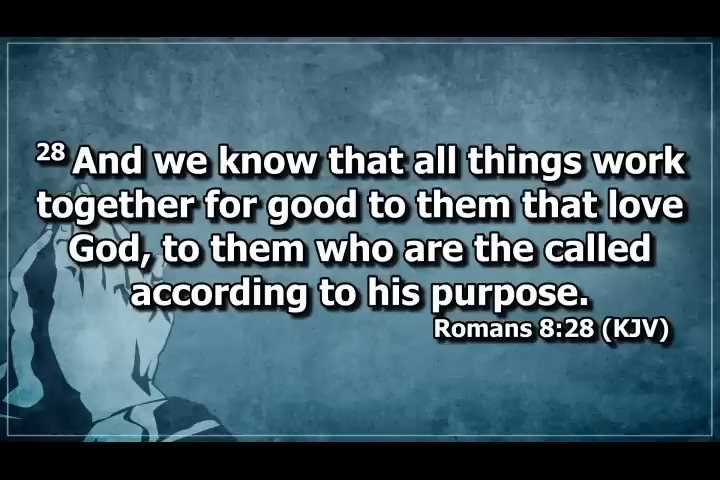 28 And we know that all things work
together for good to them that love
God, to them who are the called
according to his purpose.
Romans 8:28 (KJV)